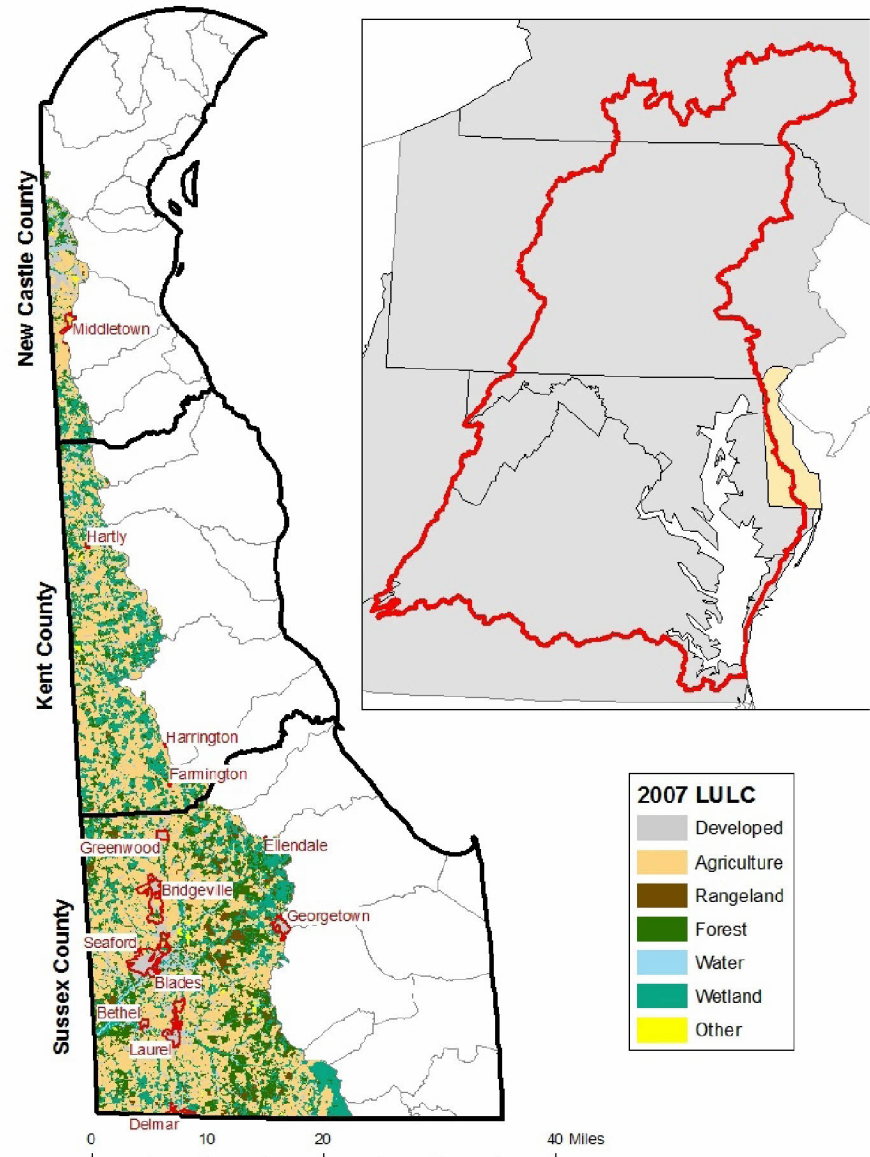 New Castle County
Middletown
Hartly
Kent County
Harrington
Farmington
Greenwood
Ellendale
Bridgeville
Georgetown
Seaford
Blades
Sussex County
Bethel
Laurel
Delmar
0 10 20 40 Miles
2007 LULC
Developed
Agriculture
Rangeland
Forest
Water
Wetland
Other